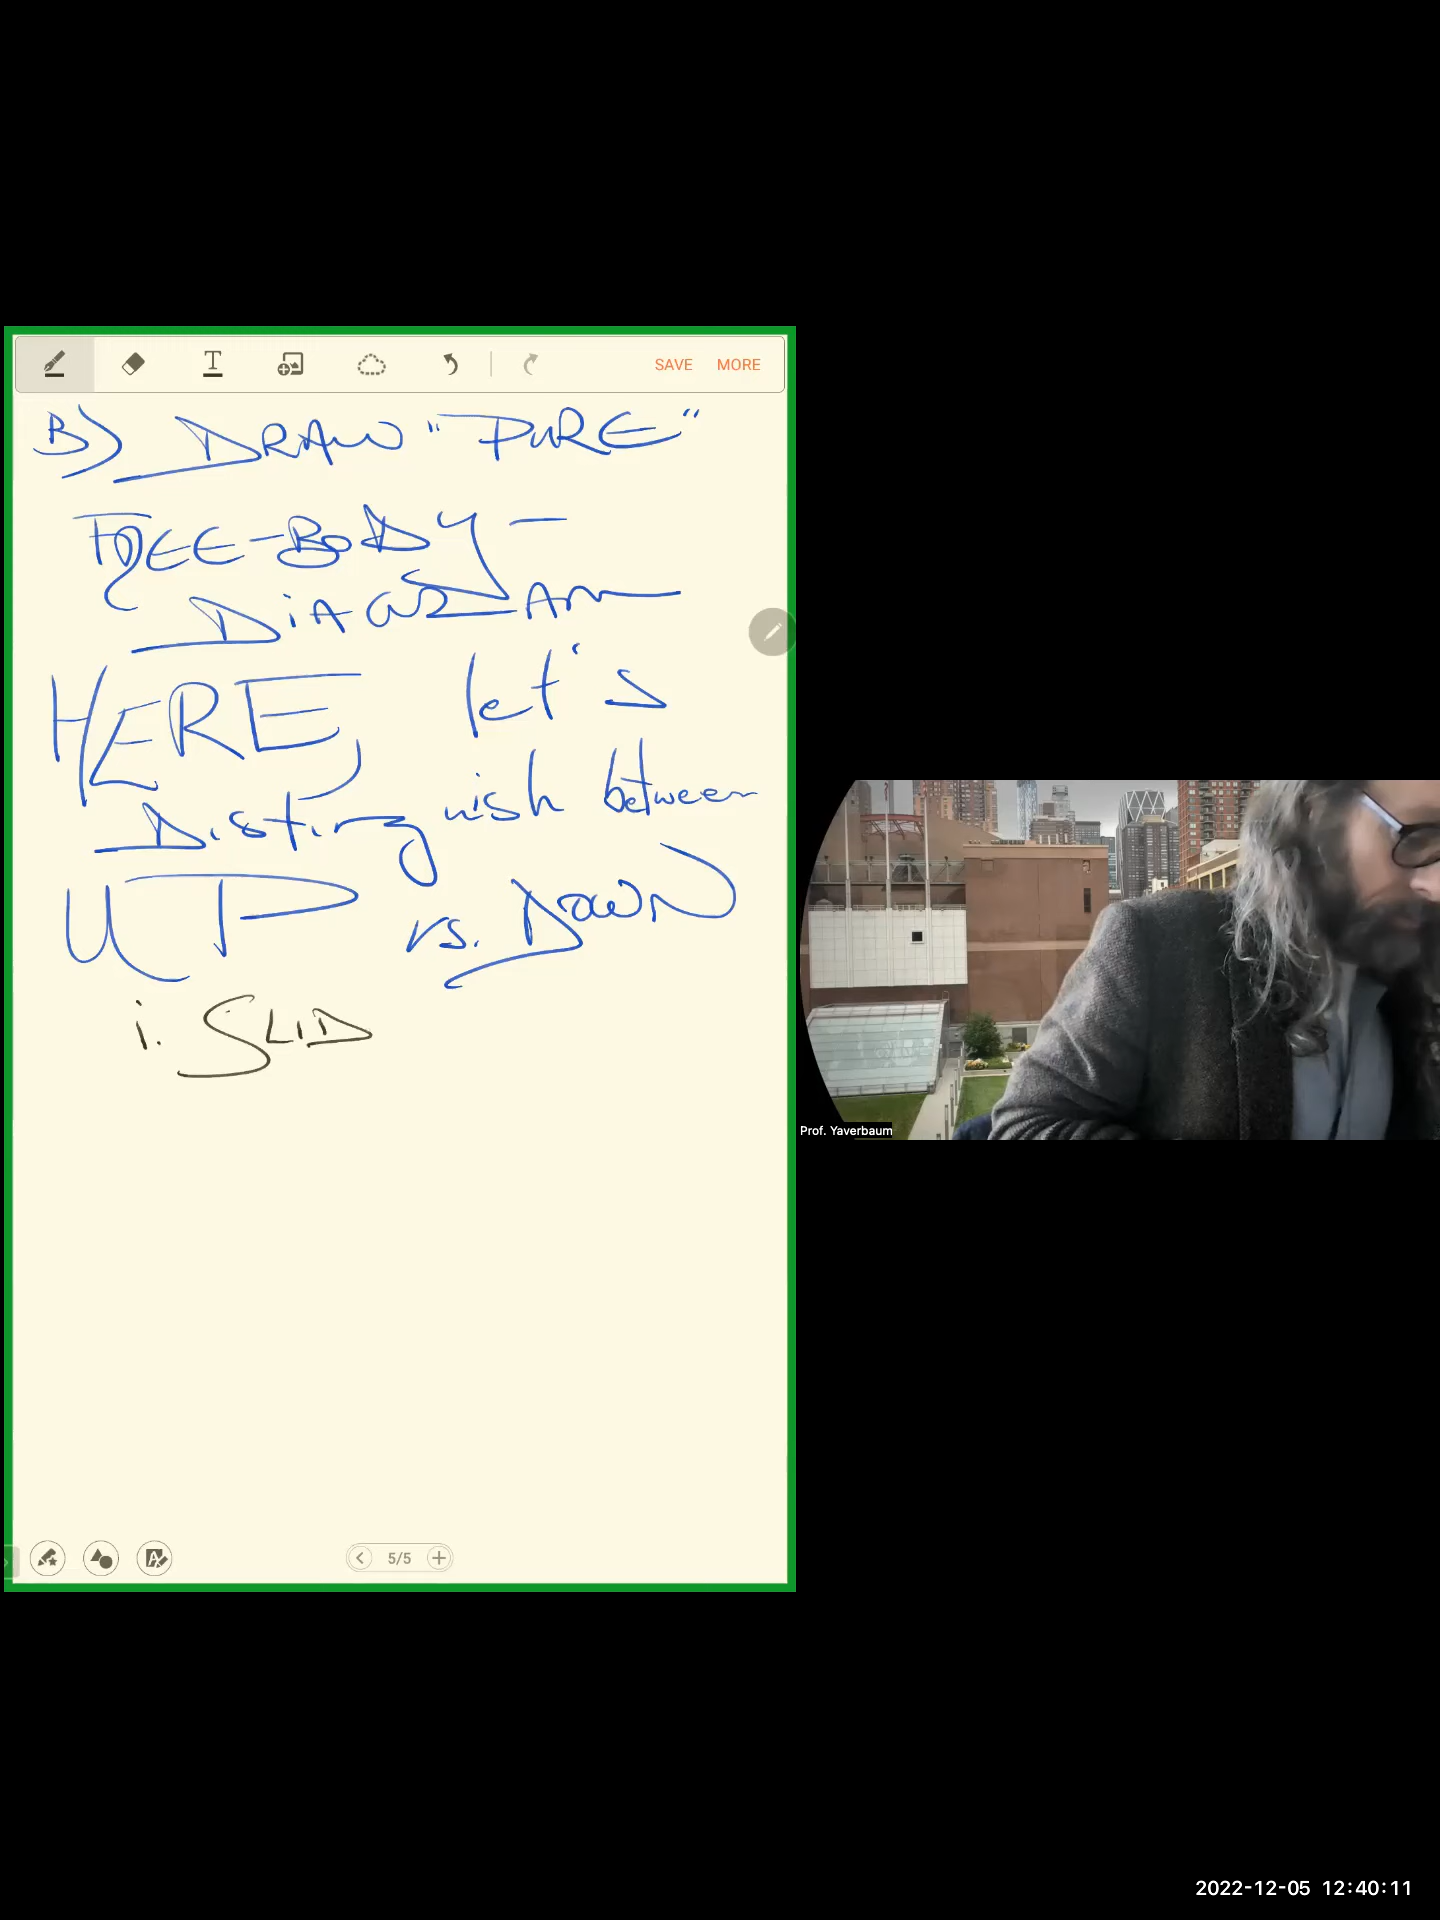 SAVE MORE
B) DRAW "PURE"
FREE-BODY-
DIAGRAM
HERE, let's
Distinguish between
UP vs. DOWN
i. SLID
5/5
Prof. Yaverbaum
2022-12-05 12:40:11